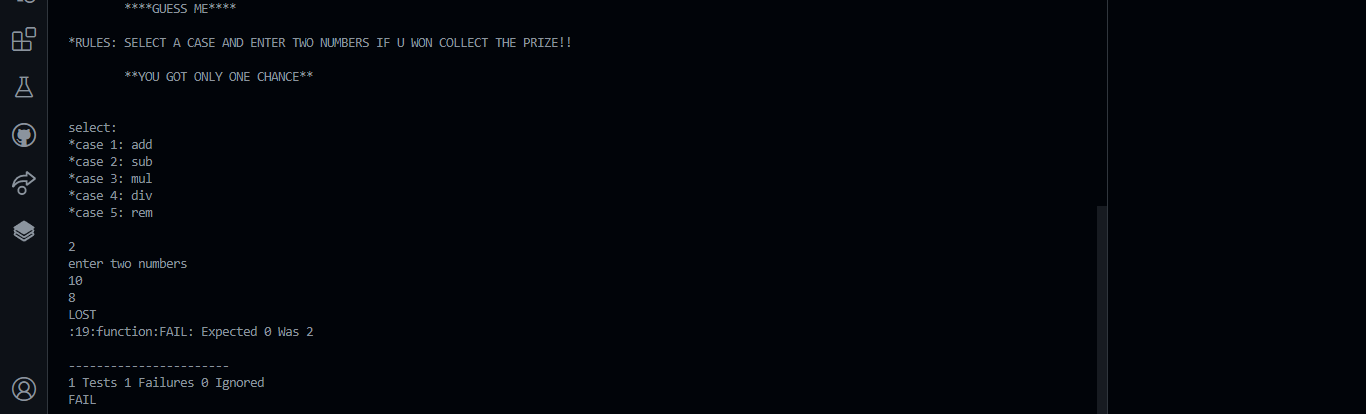 ****GUESS ME****
*RULES: SELECT A CASE AND ENTER TWO NUMBERS IF U WON COLLECT THE PRIZE!!
**YOU GOT ONLY ONE CHANCE**
select:
*case 1: add
*case 2: sub
*case 3: mul
*case 4: div
*case 5: rem
2
enter two numbers
10
8
LOST
:19:function:FAIL: Expected 0 Was 2
-----------------------
1 Tests 1 Failures 0 Ignored
FAIL